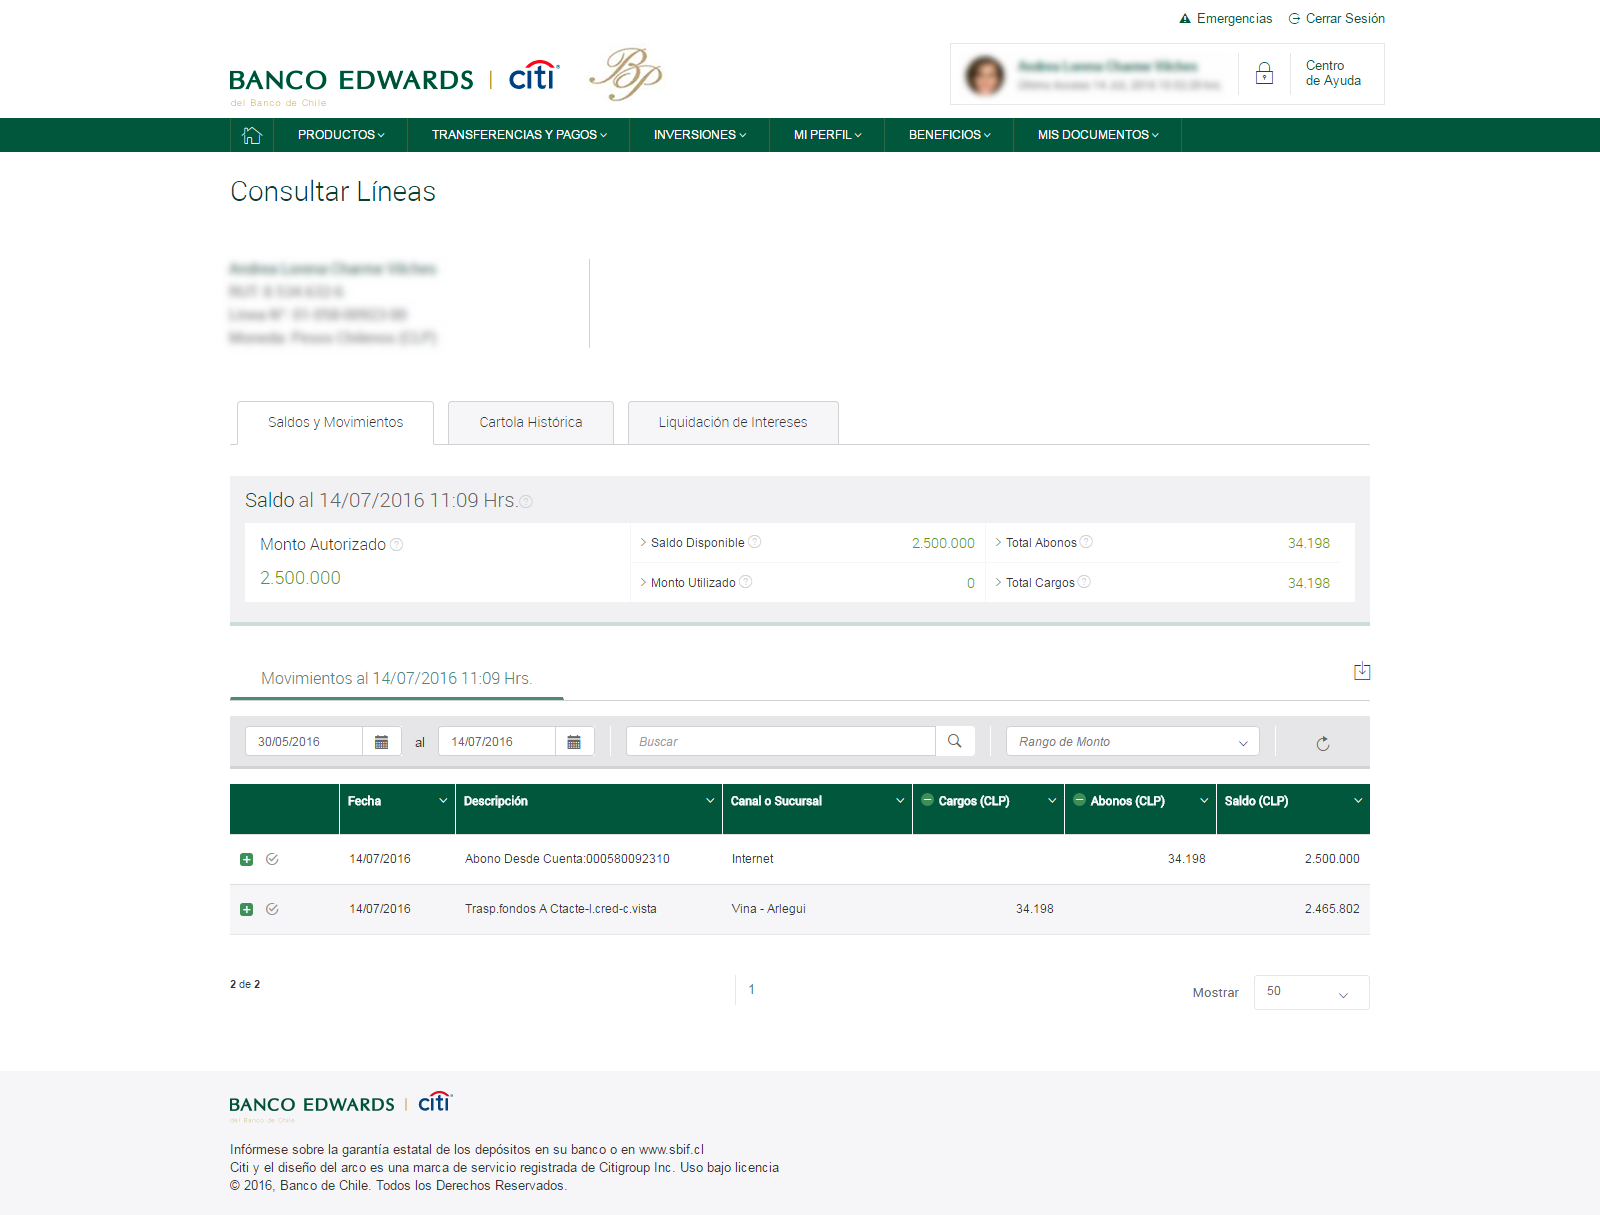 Emergencias Cerrar Sesión
BANCO EDWARDS | citi BP
del Banco de Chile
Centro
de Ayuda
PRODUCTOS TRANSFERENCIAS Y PAGOS INVERSIONES MI PERFIL BENEFICIOS MIS DOCUMENTOS
Consultar Líneas
Saldos y Movimientos Cartola Histórica Liquidación de Intereses
Saldo al 14/07/2016 11:09 Hrs.
Monto Autorizado
2.500.000
Saldo Disponible 2.500.000 Total Abonos 34.198
Monto Utilizado 0 Total Cargos 34.198
Movimientos al 14/07/2016 11:09 Hrs.
30/05/2016 al 14/07/2016 Buscar Rango de Monto
Fecha Descripción Canal o Sucursal Cargos (CLP) Abonos (CLP) Saldo (CLP)
14/07/2016 Abono Desde Cuenta:000580092310 Internet 34.198 2.500.000
14/07/2016 Trasp.fondos A Ctacte-l.cred-c.vista Vina - Arlegui 34.198 2.465.802
2 de 2 1 Mostrar 50
BANCO EDWARDS | citi
del Banco de Chile
Infórmese sobre la garantía estatal de los depósitos en su banco o en www.sbif.cl
Citi y el diseño del arco es una marca de servicio registrada de Citigroup Inc. Uso bajo licencia
© 2016, Banco de Chile. Todos los Derechos Reservados.